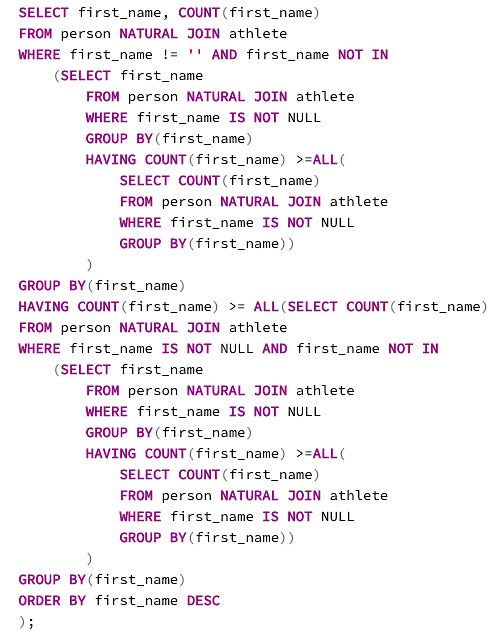 SELECT first_name, COUNT(first_name)
FROM person NATURAL JOIN athlete
WHERE first_name != '' AND first_name NOT IN
    (SELECT first_name
        FROM person NATURAL JOIN athlete
        WHERE first_name IS NOT NULL
        GROUP BY(first_name)
        HAVING COUNT(first_name) >=ALL(
            SELECT COUNT(first_name)
            FROM person NATURAL JOIN athlete
            WHERE first_name IS NOT NULL
            GROUP BY(first_name))
        )
GROUP BY(first_name)
HAVING COUNT(first_name) >= ALL(SELECT COUNT(first_name)
FROM person NATURAL JOIN athlete
WHERE first_name IS NOT NULL AND first_name NOT IN
    (SELECT first_name
        FROM person NATURAL JOIN athlete
        WHERE first_name IS NOT NULL
        GROUP BY(first_name)
        HAVING COUNT(first_name) >=ALL(
            SELECT COUNT(first_name)
            FROM person NATURAL JOIN athlete
            WHERE first_name IS NOT NULL
            GROUP BY(first_name))
        )
GROUP BY(first_name)
ORDER BY first_name DESC
);